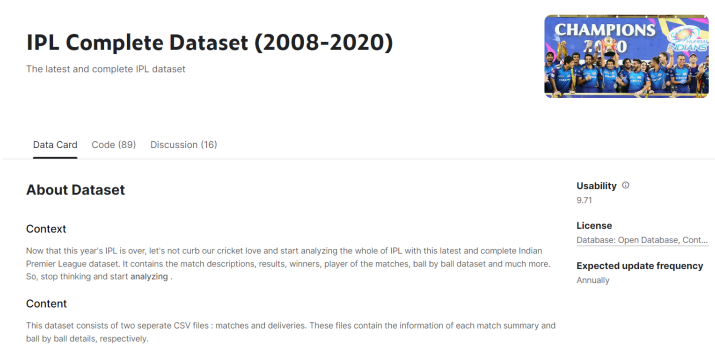 IPL Complete Dataset (2008-2020)
The latest and complete IPL dataset
CHAMPIONS
MUMBAI
INDIANS
Data Card
Code (89)
Discussion (16)
About Dataset
Context
Now that this year's IPL is over, let's not curb our cricket love and start analyzing the whole of IPL with this latest and complete Indian
Premier League dataset. It contains the match descriptions, results, winners, player of the matches, ball by ball dataset and much more.
So, stop thinking and start analyzing .
Content
This dataset consists of two seperate CSV files : matches and deliveries. These files contain the information of each match summary and
ball by ball details, respectively.
Usability
9.71
License
Database: Open Database, Cont...
Expected update frequency
Annually